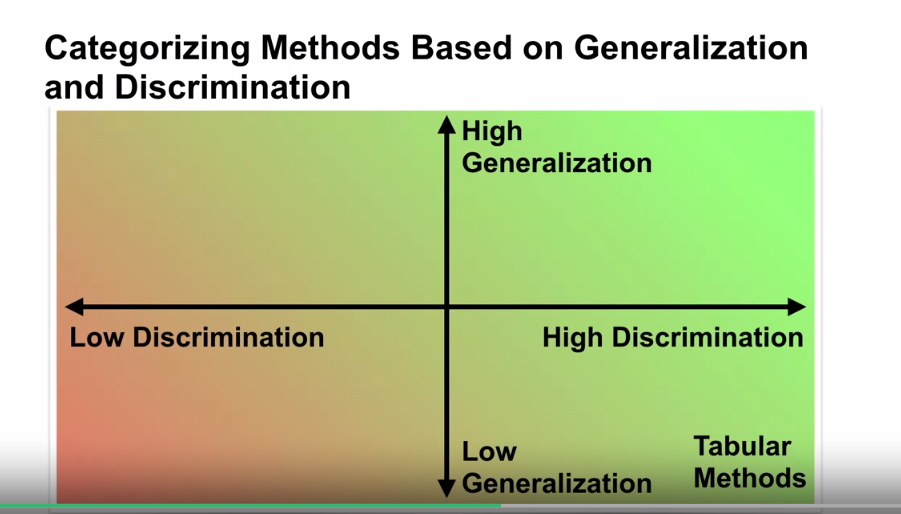 Categorizing Methods Based on Generalization
and Discrimination
High
Generalization
Low Discrimination
High Discrimination
Low
Generalization
Tabular
Methods